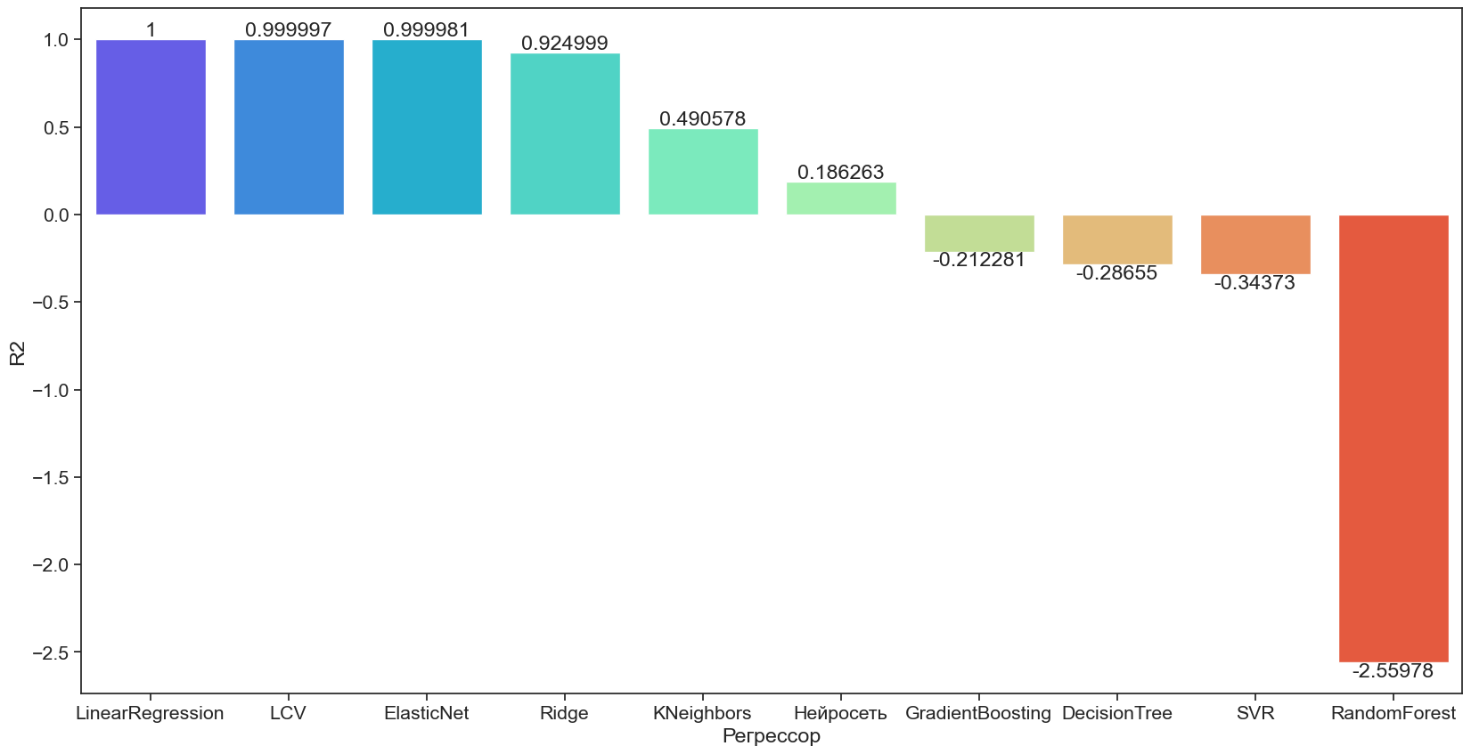 1
0.999997
0.999981
0.924999
0.490578
0.186263
-0.212281
-0.28655
-0.34373
-2.55978
1.0
0.5
0.0
−0.5
−1.0
−1.5
−2.0
−2.5
R2
LinearRegression
LCV
ElasticNet
Ridge
KNeighbors
Нейросеть
GradientBoosting
DecisionTree
SVR
RandomForest
Регрессор